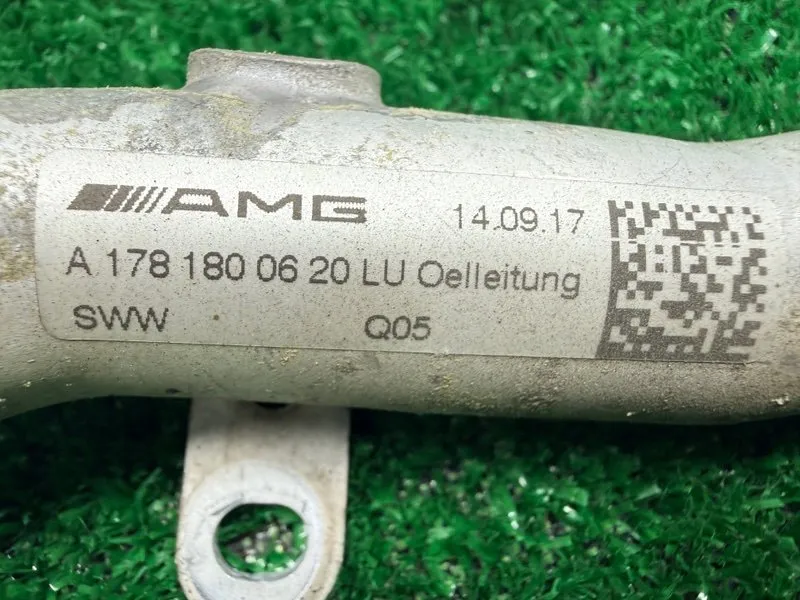 AMG 14.09.17
A 178 180 06 20 LU Oelleitung
SWW Q05